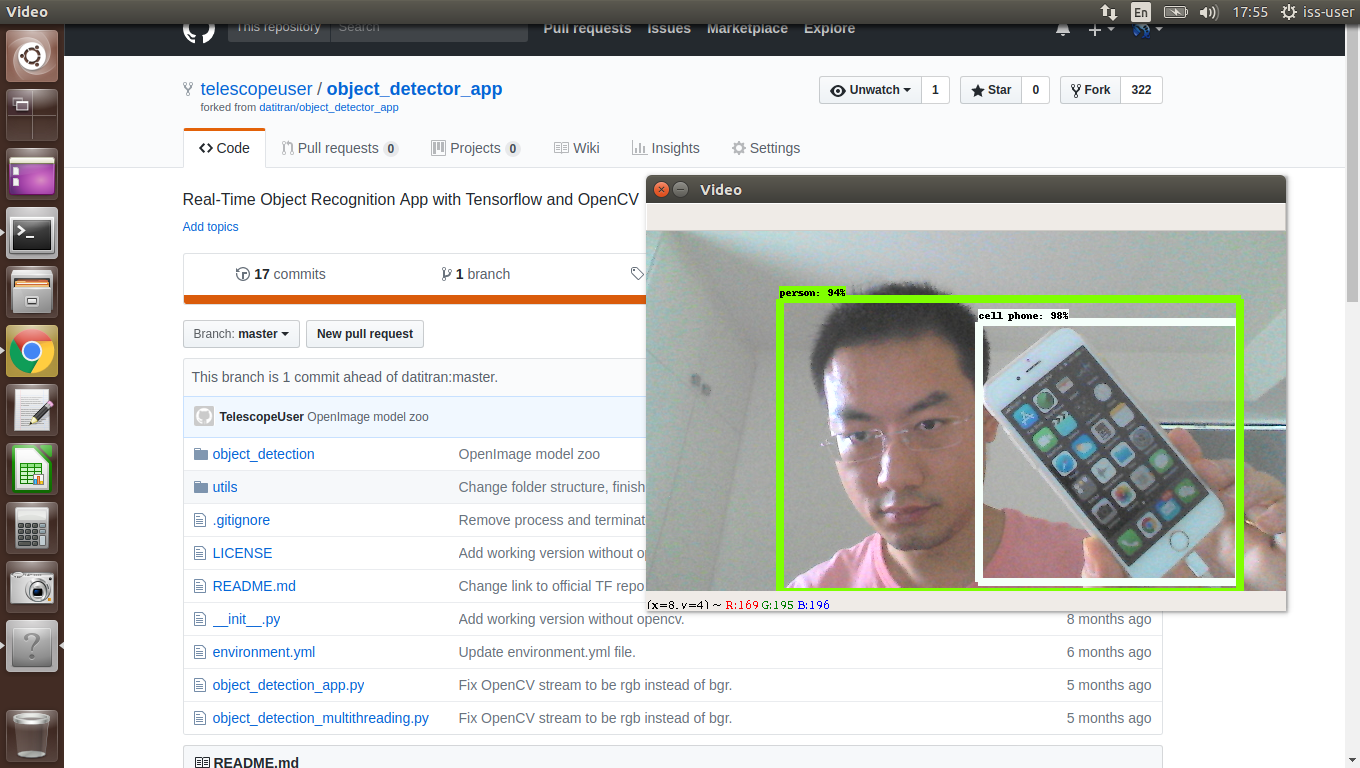 Video
En
17:55
iss-user
This repository
Search
Pull requests
Issues
Marketplace
Explore
telescopeuser / object_detector_app
forked from datitran/object_detector_app
Unwatch
1
Star
0
Fork
322
Code
Pull requests 0
Projects 0
Wiki
Insights
Settings
Real-Time Object Recognition App with Tensorflow and OpenCV
Add topics
17 commits
1 branch
Branch: master
New pull request
This branch is 1 commit ahead of datitran:master.
TelescopeUser OpenImage model zoo
object_detection
OpenImage model zoo
utils
Change folder structure, finish
.gitignore
Remove process and terminat
LICENSE
Add working version without op
README.md
Change link to official TF repo
__init__.py
Add working version without opencv.
8 months ago
environment.yml
Update environment.yml file.
6 months ago
object_detection_app.py
Fix OpenCV stream to be rgb instead of bgr.
5 months ago
object_detection_multithreading.py
Fix OpenCV stream to be rgb instead of bgr.
5 months ago
README.md
Video
person: 94%
cell phone: 98%
(x=8, y=4) ~ R:169 G:195 B:196